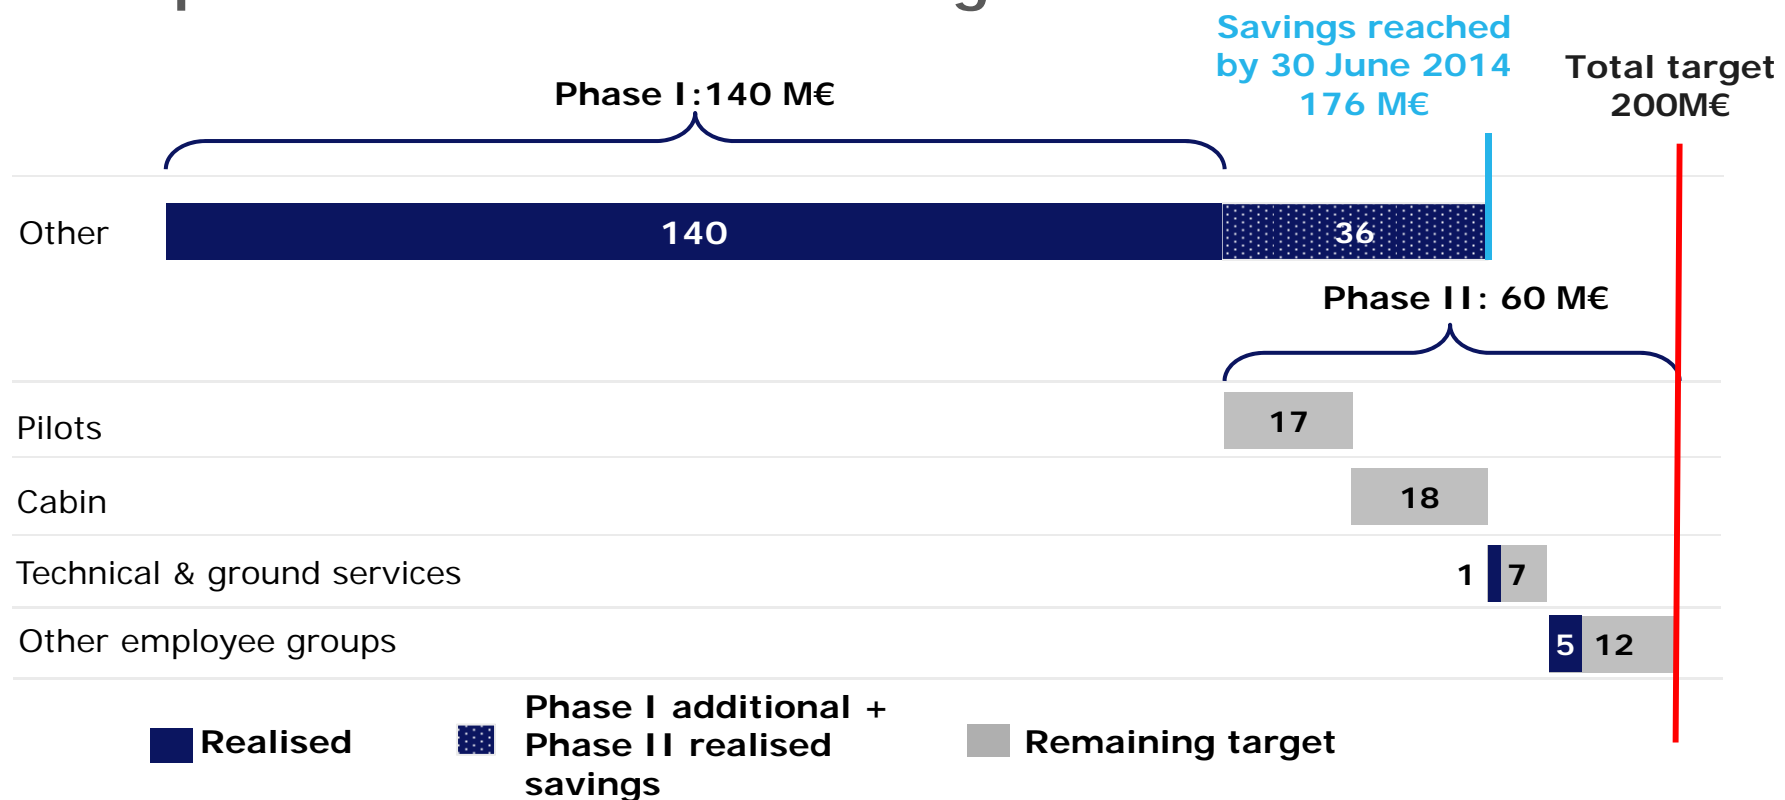 Savings reached
by 30 June 2014
176 M€
Total target
200M€
Phase I:140 M€
Other
140
36
Phase II: 60 M€
Pilots
17
Cabin
18
Technical & ground services
1
7
Other employee groups
5
12
Realised
Phase I additional +
Phase II realised
savings
Remaining target